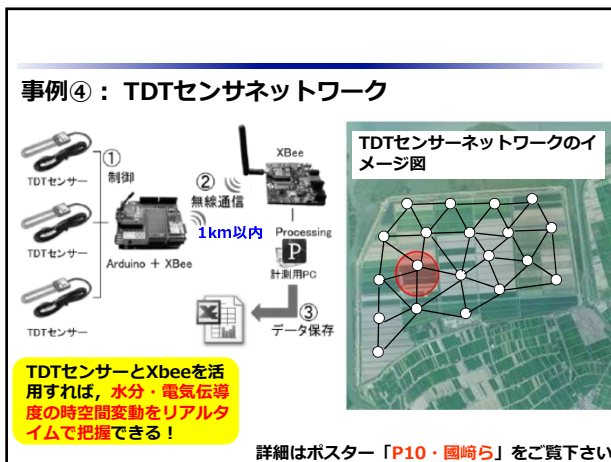 事例④： TDTセンサネットワーク
TDTセンサー
①
制御
TDTセンサー
TDTセンサー
Arduino + XBee
②
無線通信
1km以内
XBee
Processing
P
計測用PC
③
データ保存
X
TDTセンサーネットワークのイ
メージ図
TDTセンサーとXbeeを活
用すれば，水分・電気伝導
度の時空間変動をリアルタ
イムで把握できる！
詳細はポスター「P10・國﨑ら」をご覧下さい